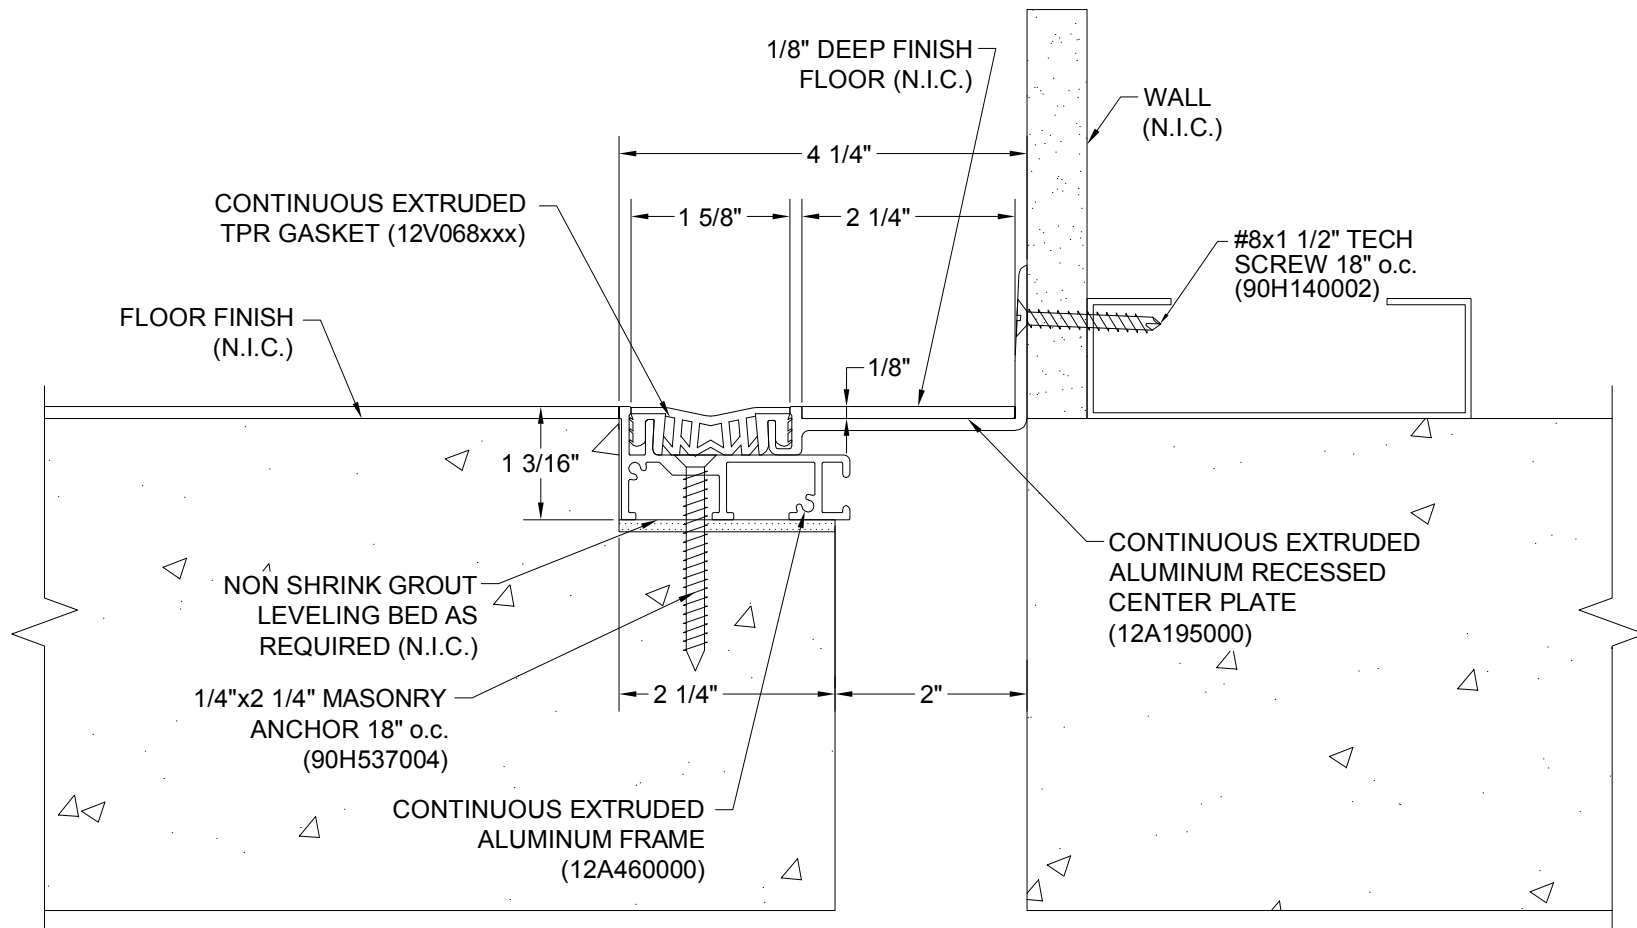 1/8" DEEP FINISH
FLOOR (N.I.C.)
WALL
(N.I.C.)
4 1/4"
CONTINUOUS EXTRUDED
TPR GASKET (12V068xxx)
1 5/8"
2 1/4"
#8x1 1/2" TECH
SCREW 18" o.c.
(90H140002)
FLOOR FINISH
(N.I.C.)
1/8"
1 3/16"
CONTINUOUS EXTRUDED
ALUMINUM RECESSED
CENTER PLATE
(12A195000)
NON SHRINK GROUT
LEVELING BED AS
REQUIRED (N.I.C.)
1/4"x2 1/4" MASONRY
ANCHOR 18" o.c.
(90H537004)
2 1/4"
2"
CONTINUOUS EXTRUDED
ALUMINUM FRAME
(12A460000)